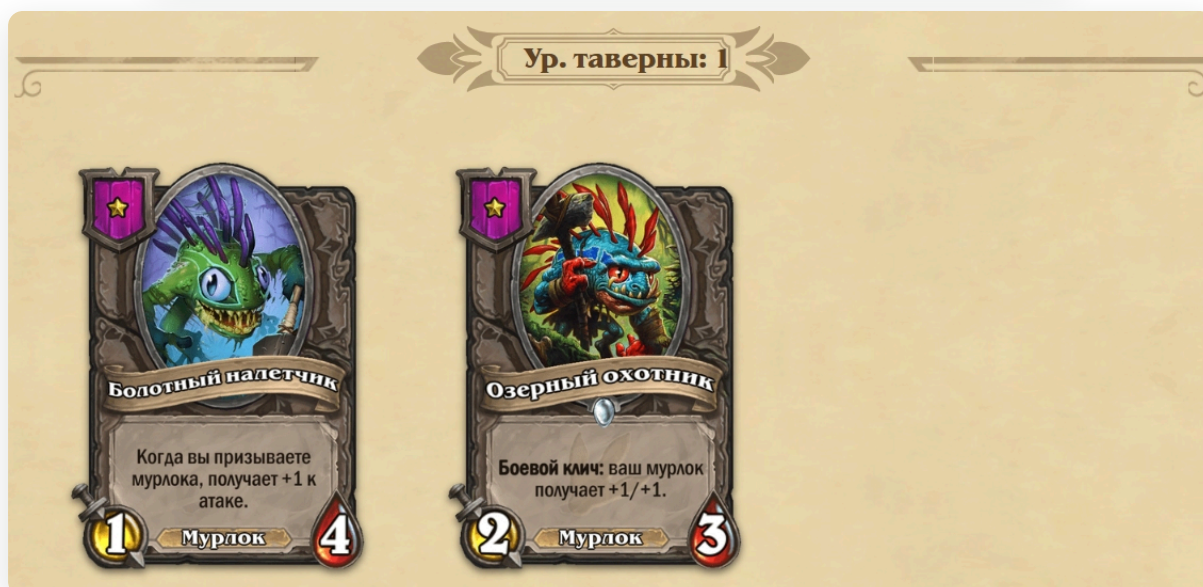 Ур. таверны: 1
Болотный налетчик
Когда вы призываете
мурлока, получает +1 к
атаке.
1
Мурлок
4
Озерный охотник
Боевой клич: ваш мурлок
получает +1/+1.
2
Мурлок
3